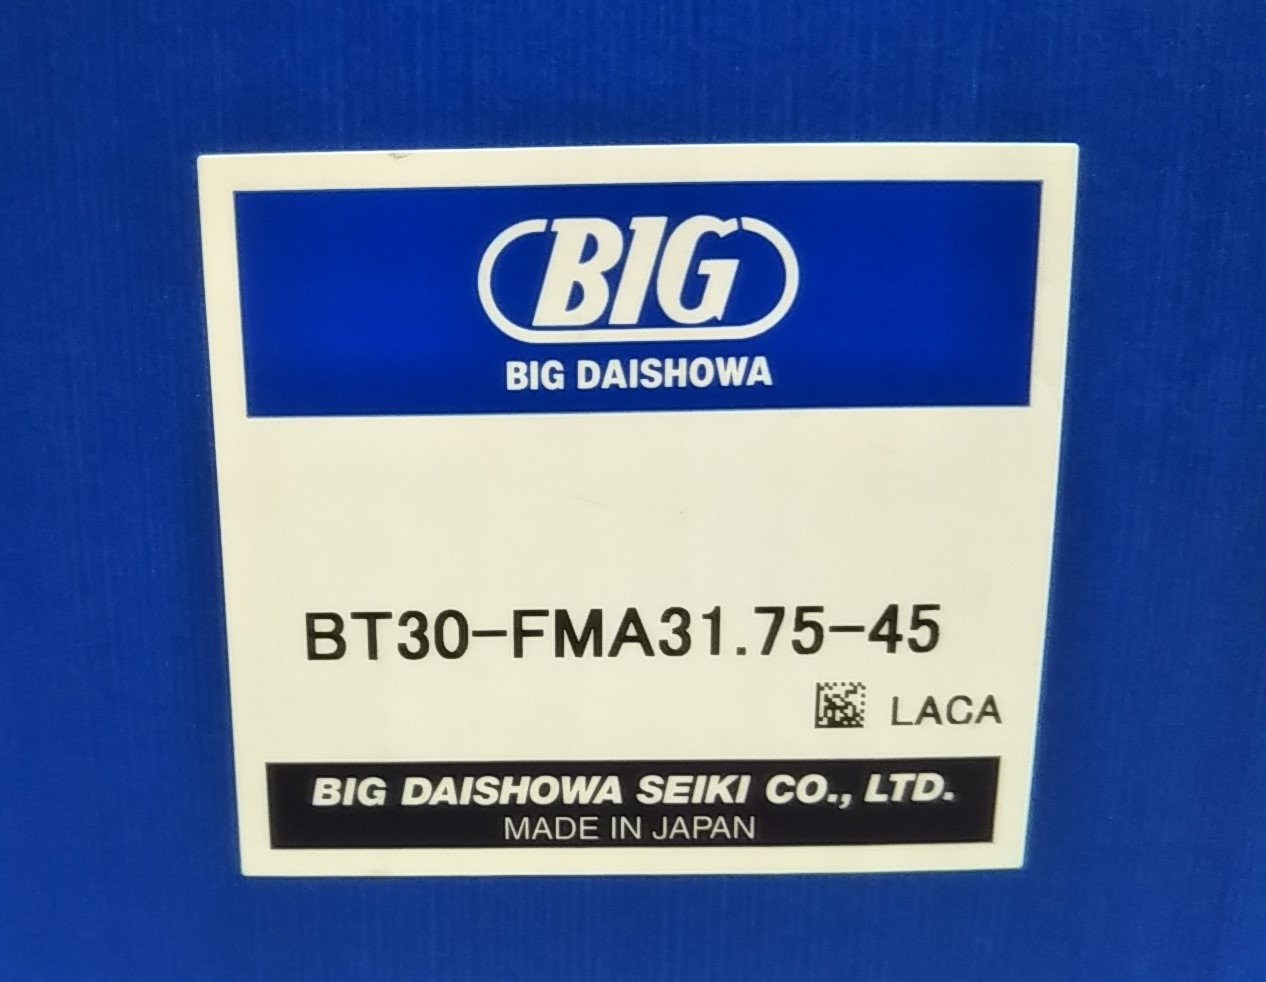 BIG
BIG DAISHOWA
BT30-FMA31.75-45
LACA
BIG DAISHOWA SEIKI CO., LTD.
MADE IN JAPAN